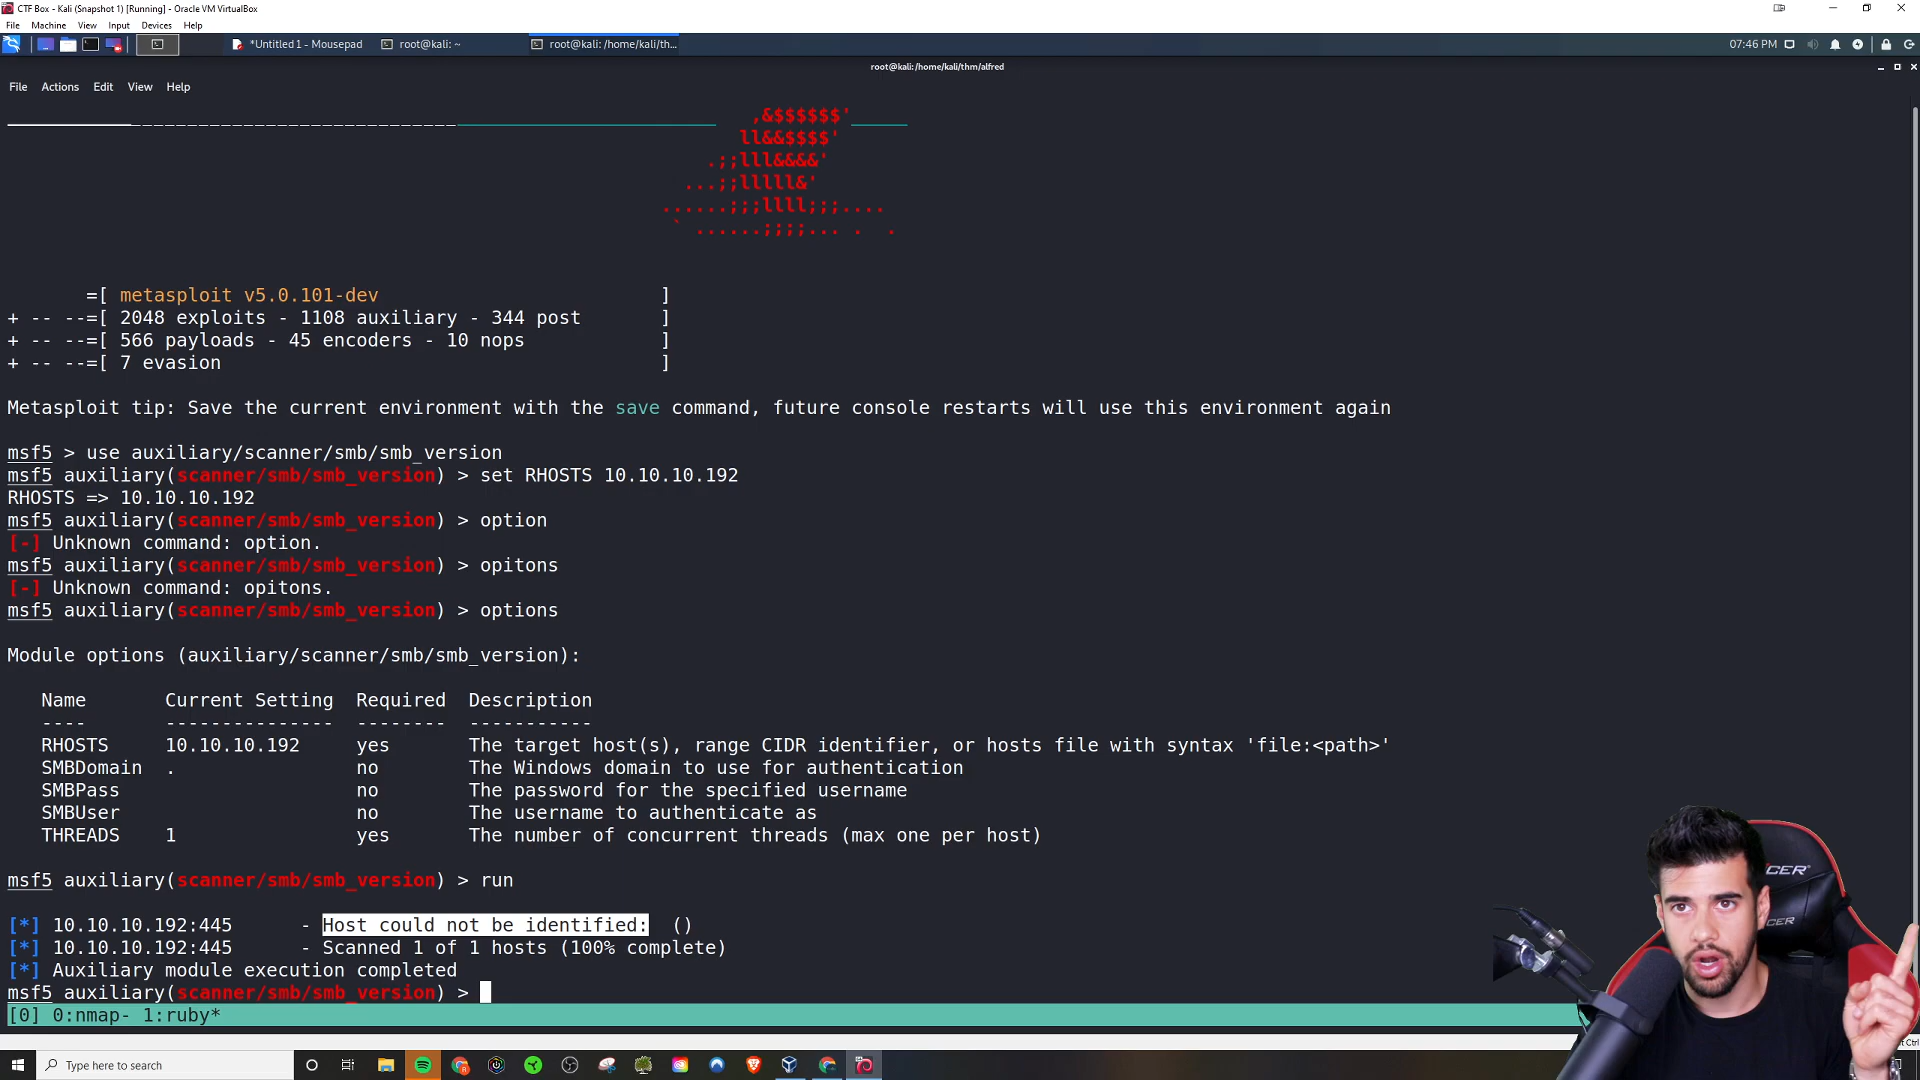 CTF Box - Kali (Snapshot 1) [Running] - Oracle VM VirtualBox
File Machine View Input Devices Help
*Untitled 1 - Mousepad root@kali: ~ root@kali: /home/kali/th... 07:46 PM
root@kali: /home/kali/thm/alfred
File Actions Edit View Help
,&$$$$$$'
ll&&$$$$'
.;;lll&&&&'
...;;lllll&'
......;;;llll;;;....
` ......;;;;... . .
=[ metasploit v5.0.101-dev ]
+ -- --=[ 2048 exploits - 1108 auxiliary - 344 post ]
+ -- --=[ 566 payloads - 45 encoders - 10 nops ]
+ -- --=[ 7 evasion ]
Metasploit tip: Save the current environment with the save command, future console restarts will use this environment again
msf5 > use auxiliary/scanner/smb/smb_version
msf5 auxiliary(scanner/smb/smb_version) > set RHOSTS 10.10.10.192
RHOSTS => 10.10.10.192
msf5 auxiliary(scanner/smb/smb_version) > option
[-] Unknown command: option.
msf5 auxiliary(scanner/smb/smb_version) > opitons
[-] Unknown command: opitons.
msf5 auxiliary(scanner/smb/smb_version) > options
Module options (auxiliary/scanner/smb/smb_version):
Name Current Setting Required Description
---- --------------- -------- -----------
RHOSTS 10.10.10.192 yes The target host(s), range CIDR identifier, or hosts file with syntax 'file:<path>'
SMBDomain . no The Windows domain to use for authentication
SMBPass no The password for the specified username
SMBUser no The username to authenticate as
THREADS 1 yes The number of concurrent threads (max one per host)
msf5 auxiliary(scanner/smb/smb_version) > run
[*] 10.10.10.192:445 - Host could not be identified: ()
[*] 10.10.10.192:445 - Scanned 1 of 1 hosts (100% complete)
[*] Auxiliary module execution completed
msf5 auxiliary(scanner/smb/smb_version) >
[0] 0:nmap- 1:ruby*
Ctrl
Type here to search